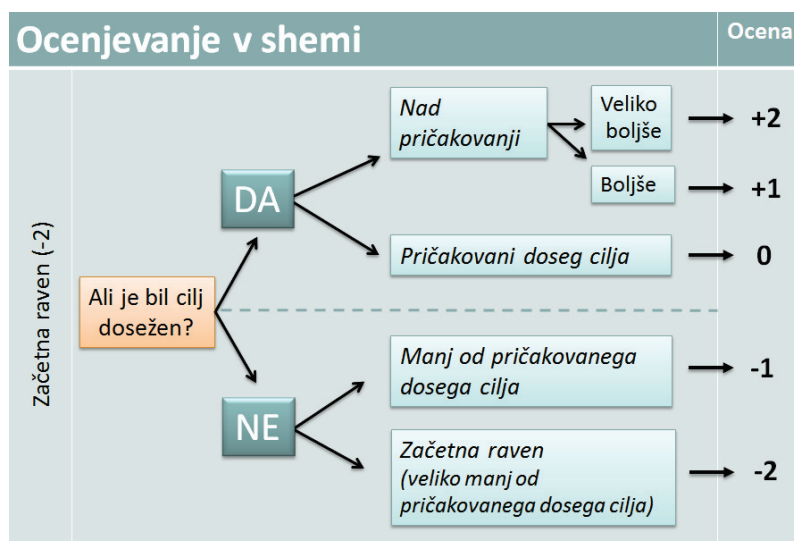 Ocenjevanje v shemi
Ocena
Začetna raven (-2)
Ali je bil cilj
dosežen?
DA
Nad
pričakovanji
Veliko
boljše
+2
Boljše
+1
Pričakovani doseg cilja
0
NE
Manj od pričakovanega
dosega cilja
-1
Začetna raven
(veliko manj od
pričakovanega dosega cilja)
-2